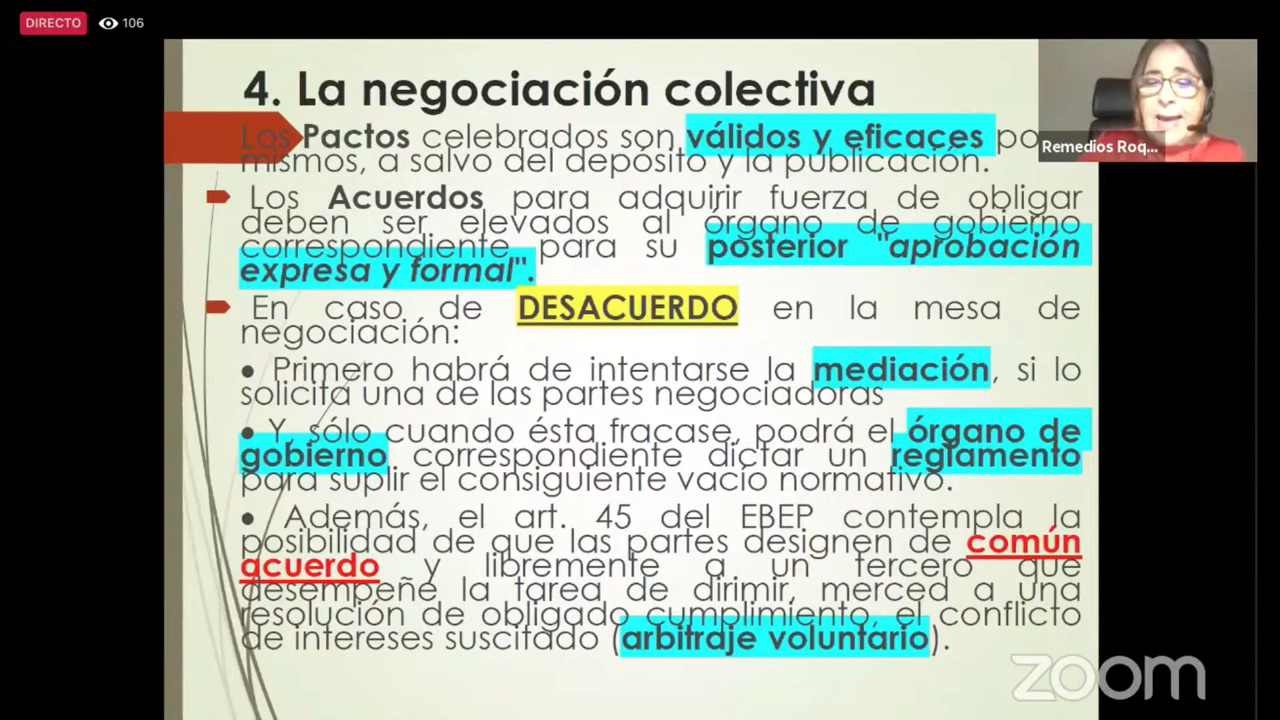 DIRECTO 106
4. La negociación colectiva
Los Pactos celebrados son válidos y eficaces po
mismos, a salvo del depósito y la publicación.
Remedios Roq...
Los Acuerdos para adquirir fuerza de obligar
deben ser elevados al órgano de gobierno
correspondiente para su posterior "aprobación
expresa y formal".
En caso de DESACUERDO en la mesa de
negociación:
• Primero habrá de intentarse la mediación, si lo
solicita una de las partes negociadoras
• Y, sólo cuando ésta fracase, podrá el órgano de
gobierno correspondiente dictar un reglamento
para suplir el consiguiente vacío normativo.
• Además, el art. 45 del EBEP contempla la
posibilidad de que las partes designen de común
acuerdo y libremente a un tercero que
desempeñe la tarea de dirimir, merced a una
resolución de obligado cumplimiento, el conflicto
de intereses suscitado (arbitraje voluntario).
zoom